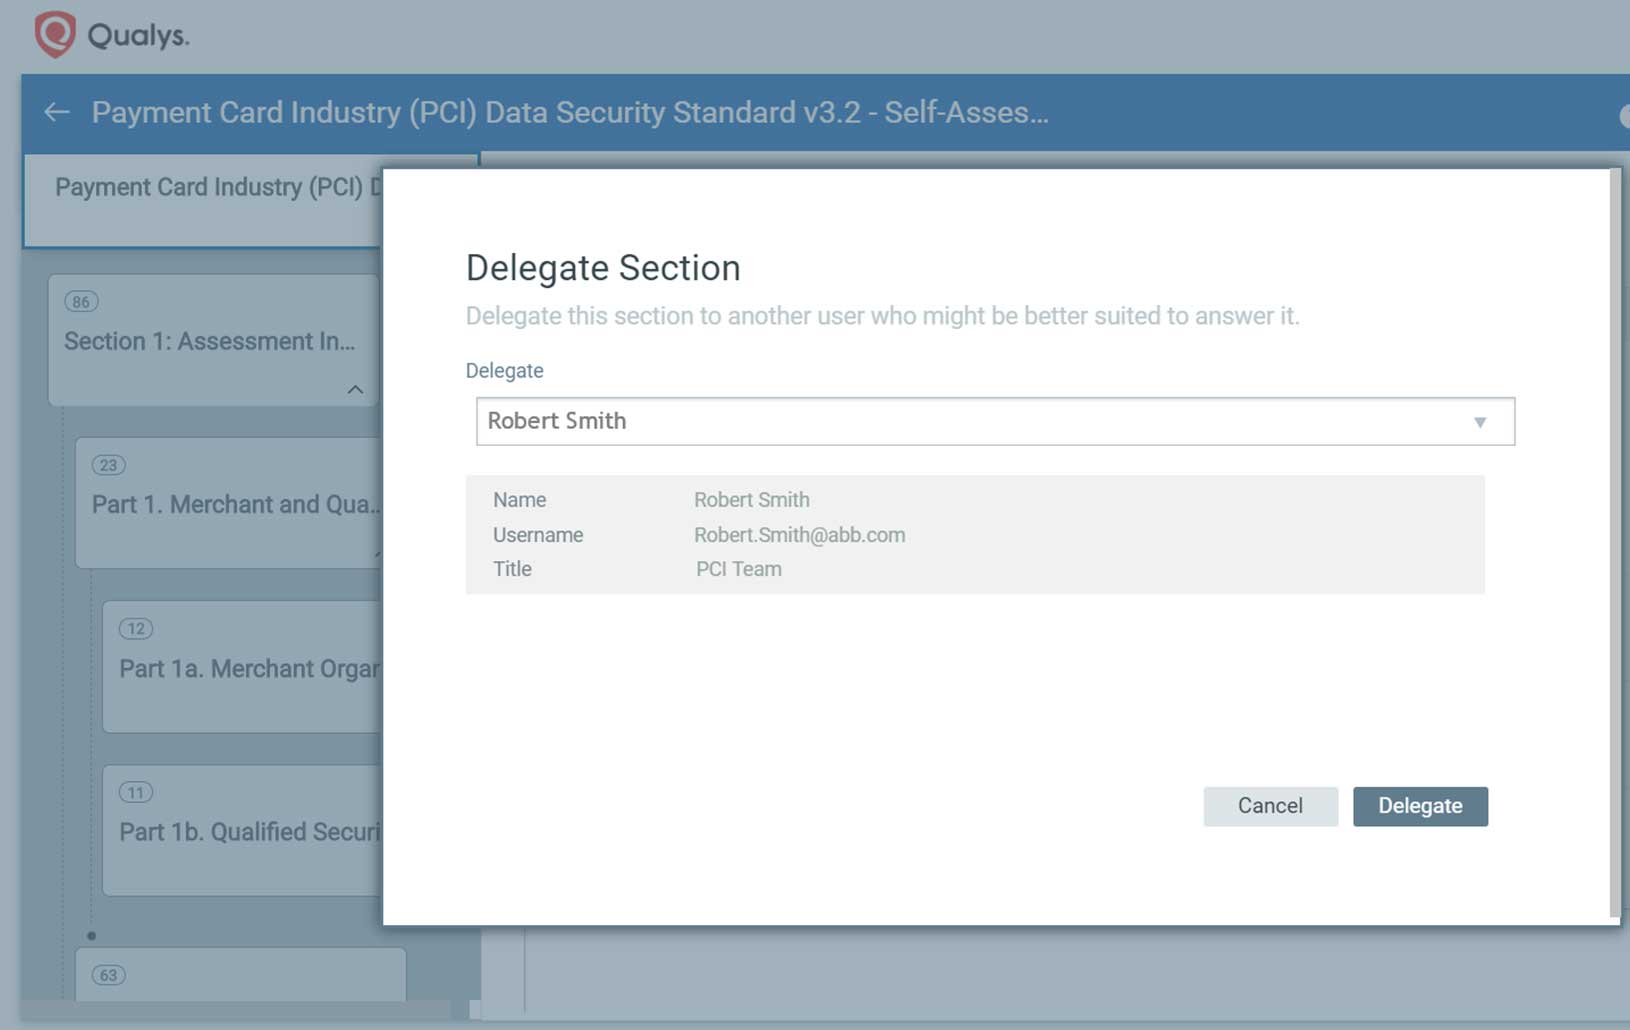 Qualys.
← Payment Card Industry (PCI) Data Security Standard v3.2 - Self-Asses...
Payment Card Industry (PCI)
86
Section 1: Assessment In...
23
Part 1. Merchant and Qua...
12
Part 1a. Merchant
11
Part 1b. Qualified
63
Delegate Section
Delegate this section to another user who might be better suited to answer it.
Delegate
Robert Smith
Name Robert Smith
Username Robert.Smith@abb.com
Title PCI Team
Cancel Delegate